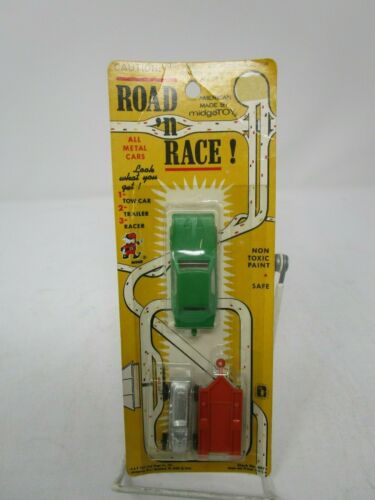 CAUTION
ROAD
'n
RACE!
AMERICAN
MADE BY
midgeTOY
ALL
METAL
CARS
Look
what you
get!
1- TOW CAR
2- TRAILER
3- RACER
NON
TOXIC
PAINT
•
SAFE